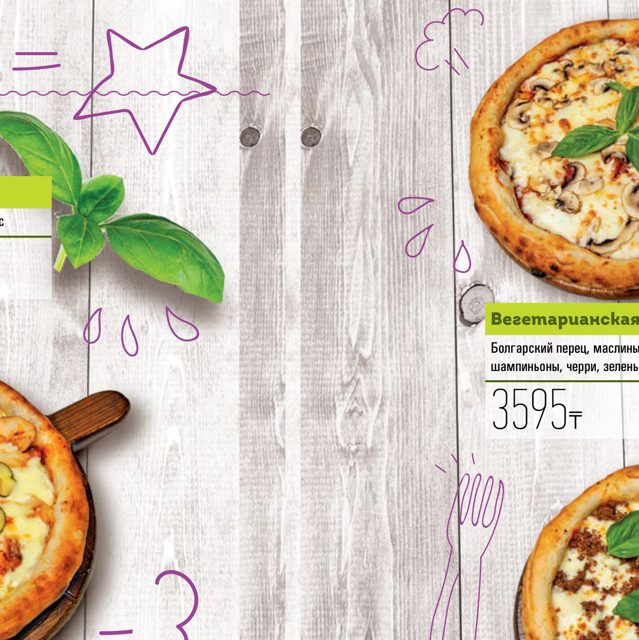 с
Вегетарианская
Болгарский перец, маслины
шампиньоны, черри, зелень
3595₸